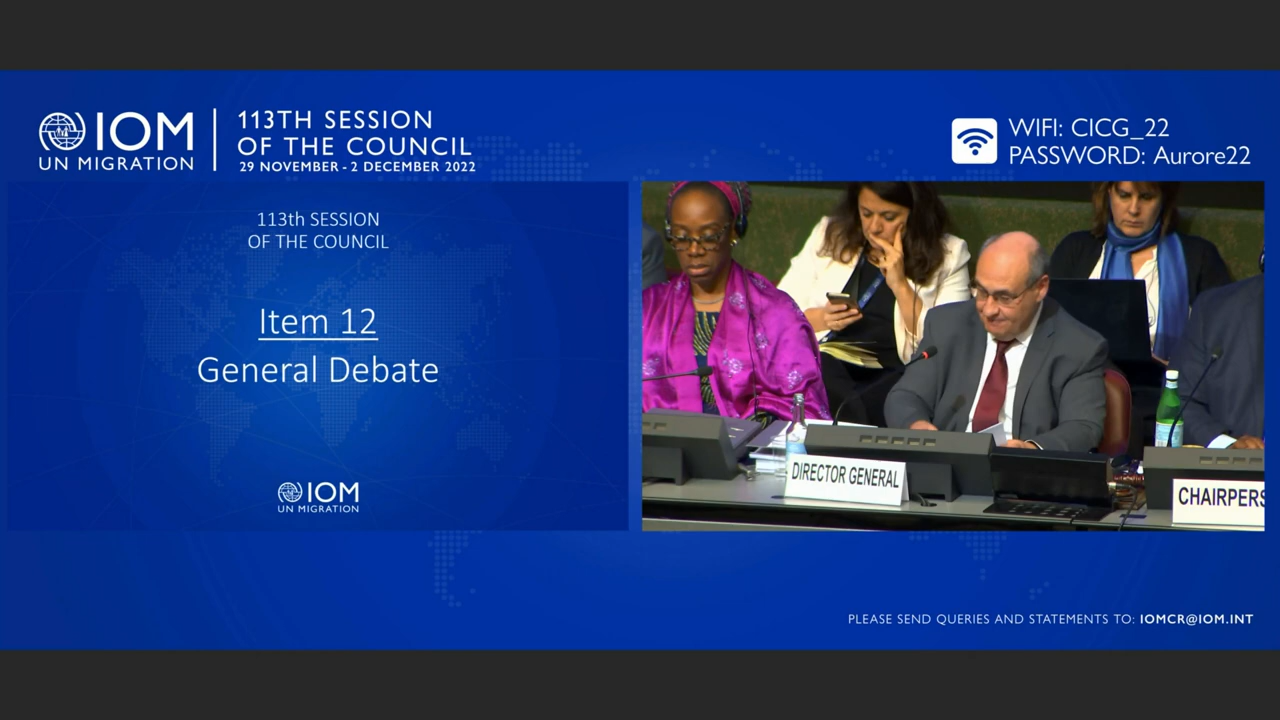 IOM
UN MIGRATION
113TH SESSION
OF THE COUNCIL
29 NOVEMBER - 2 DECEMBER 2022
WIFI: CICG_22
PASSWORD: Aurore22
113th SESSION
OF THE COUNCIL
Item 12
General Debate
IOM
UN MIGRATION
DIRECTOR GENERAL
CHAIRPERS
PLEASE SEND QUERIES AND STATEMENTS TO: IOMCR@IOM.INT